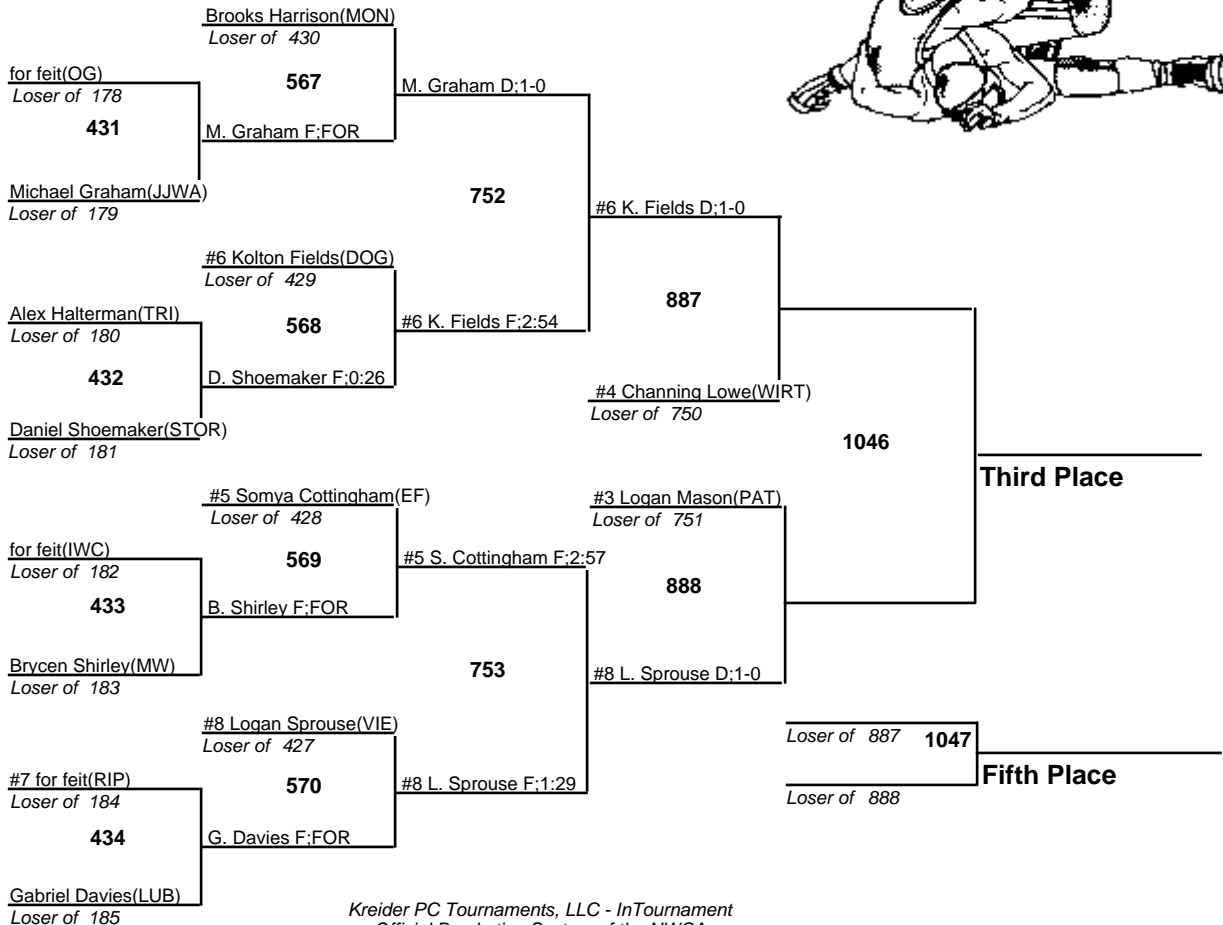 Brooks Harrison(MON)
Loser of 430
for feit(OG)
Loser of 178
567
M. Graham D;1-0
431
M. Graham F;FOR
Michael Graham(JJWA)
Loser of 179
752
#6 K. Fields D;1-0
#6 Kolton Fields(DOG)
Loser of 429
Alex Halterman(TRI)
Loser of 180
568
#6 K. Fields F;2:54
887
432
D. Shoemaker F;0:26
#4 Channing Lowe(WIRT)
Loser of 750
Daniel Shoemaker(STOR)
Loser of 181
1046
Third Place
#5 Somya Cottingham(EF)
Loser of 428
#3 Logan Mason(PAT)
Loser of 751
for feit(IWC)
Loser of 182
569
#5 S. Cottingham F;2:57
888
433
B. Shirley F;FOR
Brycen Shirley(MW)
Loser of 183
753
#8 L. Sprouse D;1-0
#8 Logan Sprouse(VIE)
Loser of 427
Loser of 887
1047
#7 for feit(RIP)
Loser of 184
570
#8 L. Sprouse F;1:29
Fifth Place
Loser of 888
434
G. Davies F;FOR
Gabriel Davies(LUB)
Loser of 185
Kreider PC Tournaments, LLC - InTournament